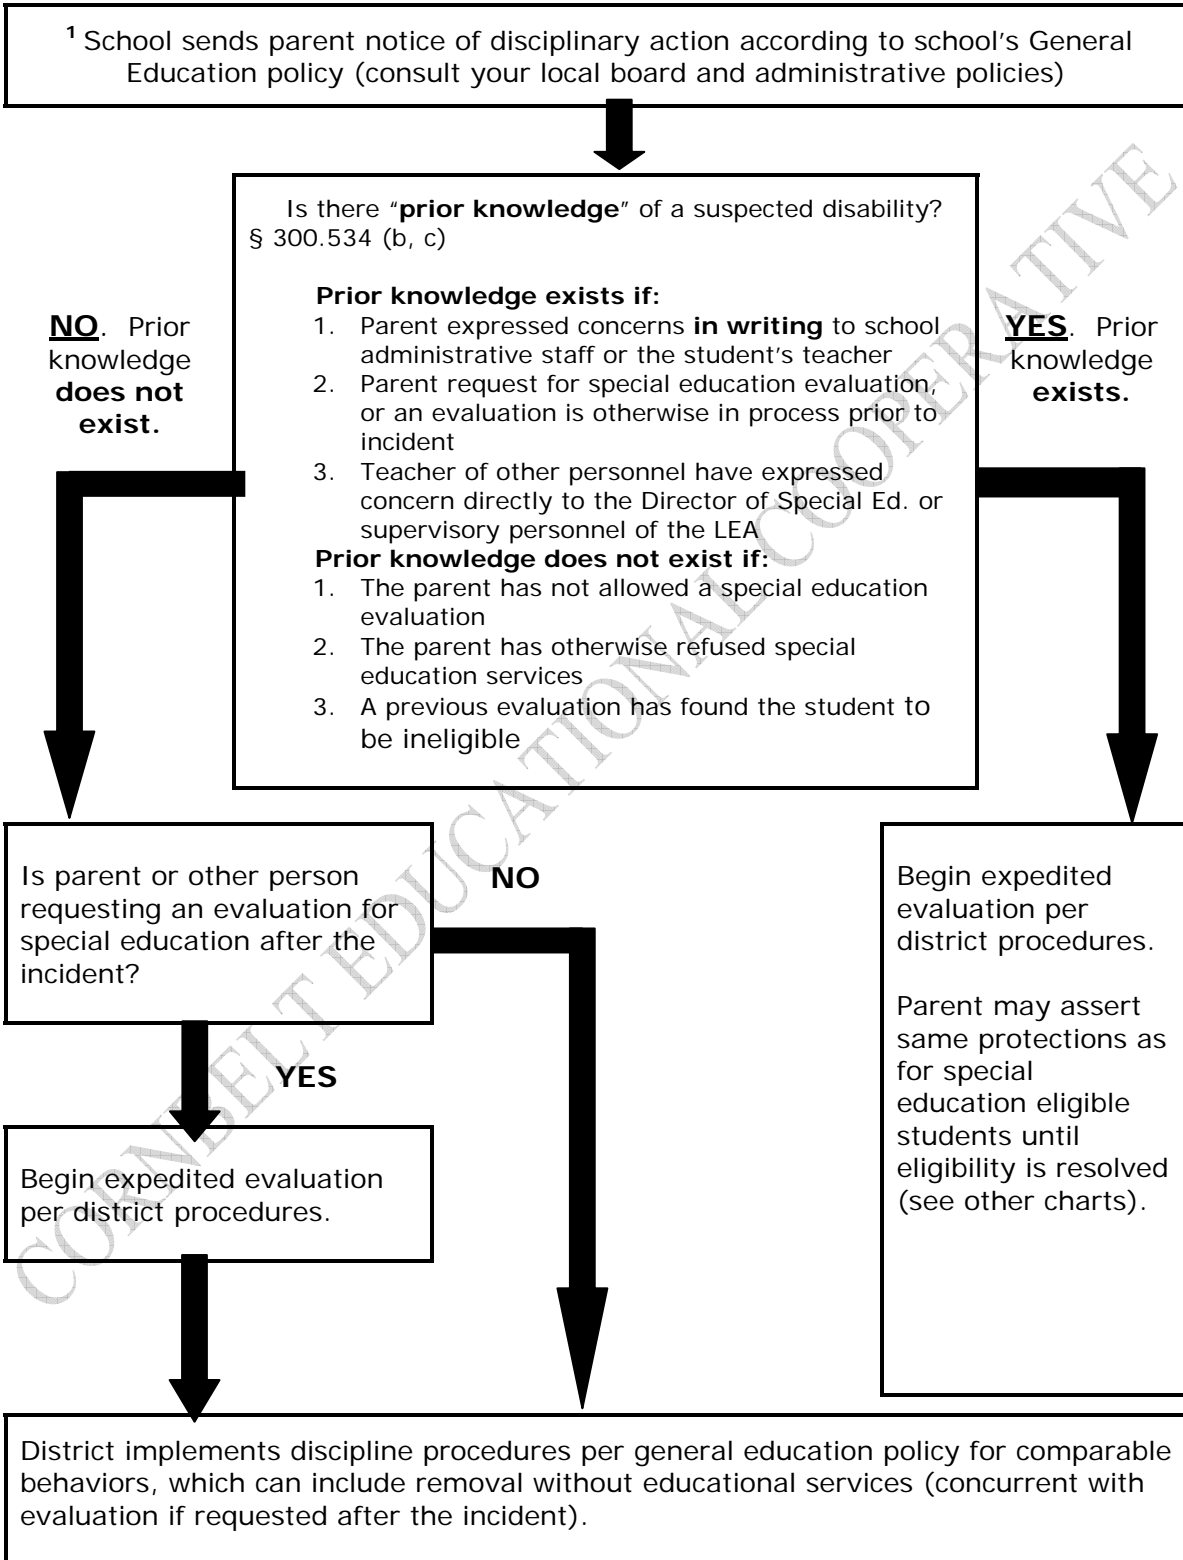 ¹ School sends parent notice of disciplinary action according to school's General
Education policy (consult your local board and administrative policies)
Is there “prior knowledge” of a suspected disability?
§ 300.534 (b, c)
Prior knowledge exists if:
1. Parent expressed concerns in writing to school
administrative staff or the student's teacher
2. Parent request for special education evaluation,
or an evaluation is otherwise in process prior to
incident
3. Teacher of other personnel have expressed
concern directly to the Director of Special Ed. or
supervisory personnel of the LEA
Prior knowledge does not exist if:
1. The parent has not allowed a special education
evaluation
2. The parent has otherwise refused special
education services
3. A previous evaluation has found the student to
be ineligible
NO. Prior
knowledge
does not
exist.
YES. Prior
knowledge
exists.
Is parent or other person
requesting an evaluation for
special education after the
incident?
NO
YES
Begin expedited evaluation
per district procedures.
Begin expedited
evaluation per
district procedures.
Parent may assert
same protections as
for special
education eligible
students until
eligibility is resolved
(see other charts).
District implements discipline procedures per general education policy for comparable
behaviors, which can include removal without educational services (concurrent with
evaluation if requested after the incident).
CORNBELT EDUCATIONAL COOPERATIVE